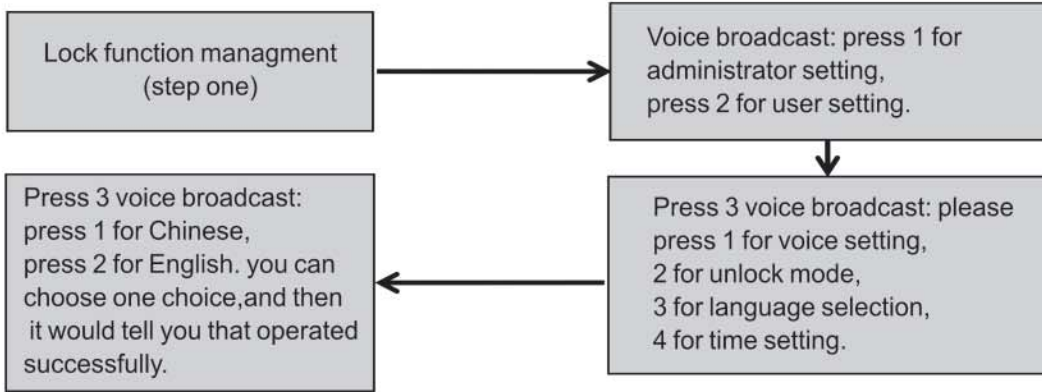 Lock function managment
(step one)
Voice broadcast: press 1 for
administrator setting,
press 2 for user setting.
Press 3 voice broadcast: please
press 1 for voice setting,
2 for unlock mode,
3 for language selection,
4 for time setting.
Press 3 voice broadcast:
press 1 for Chinese,
press 2 for English. you can
choose one choice,and then
it would tell you that operated
successfully.